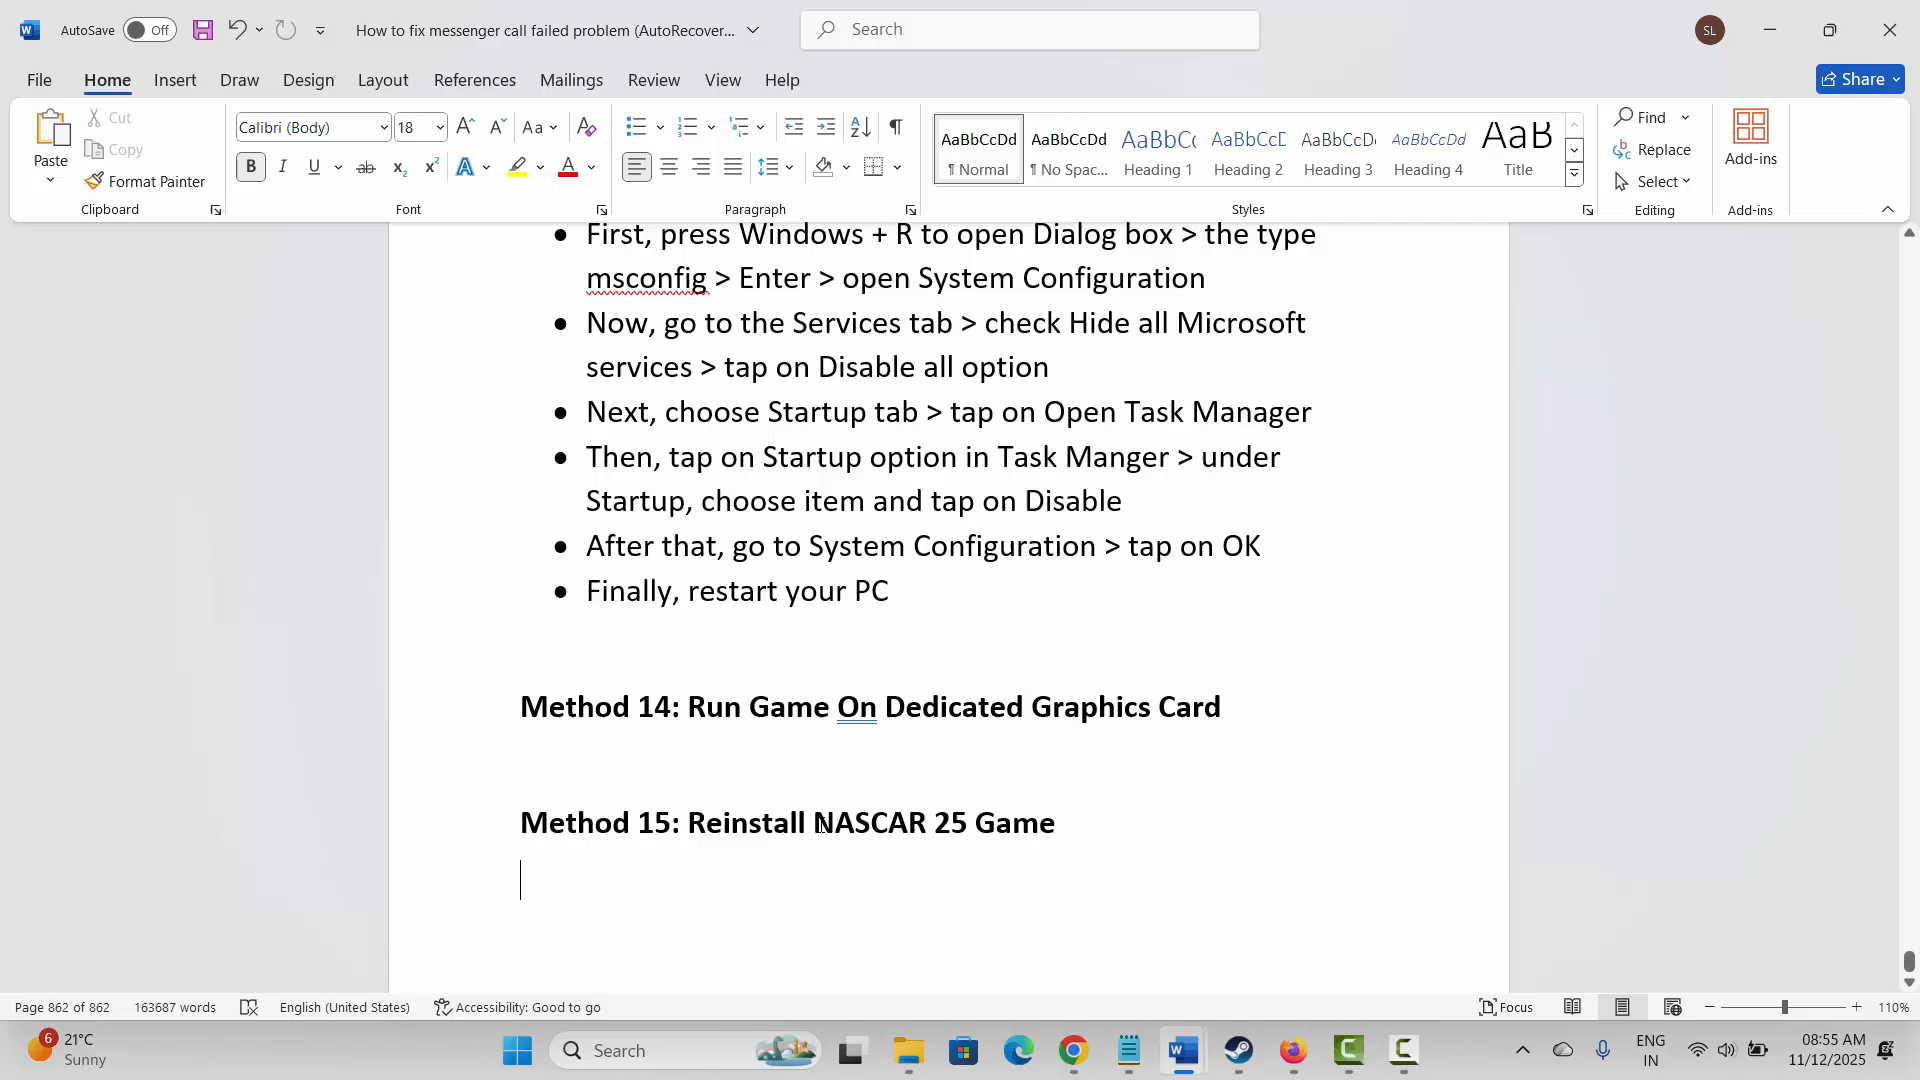 AutoSave Off How to fix messenger call failed problem (AutoRecover... Search SL
File Home Insert Draw Design Layout References Mailings Review View Help Share
Paste Cut Copy Format Painter Clipboard
Calibri (Body) 18 Aa Font
Paragraph
AaBbCcDd AaBbCcDd AaBbCc AaBbCcD AaBbCcDd AaBbCcDd AaB
¶ Normal ¶ No Spac... Heading 1 Heading 2 Heading 3 Heading 4 Title
Styles
Find Replace Select Editing
Add-ins Add-ins
• First, press Windows + R to open Dialog box > the type
msconfig > Enter > open System Configuration
• Now, go to the Services tab > check Hide all Microsoft
services > tap on Disable all option
• Next, choose Startup tab > tap on Open Task Manager
• Then, tap on Startup option in Task Manger > under
Startup, choose item and tap on Disable
• After that, go to System Configuration > tap on OK
• Finally, restart your PC
Method 14: Run Game On Dedicated Graphics Card
Method 15: Reinstall NASCAR 25 Game
Page 862 of 862 163687 words English (United States) Accessibility: Good to go Focus 110%
6 21°C Sunny Search ENG IN 08:55 AM 11/12/2025